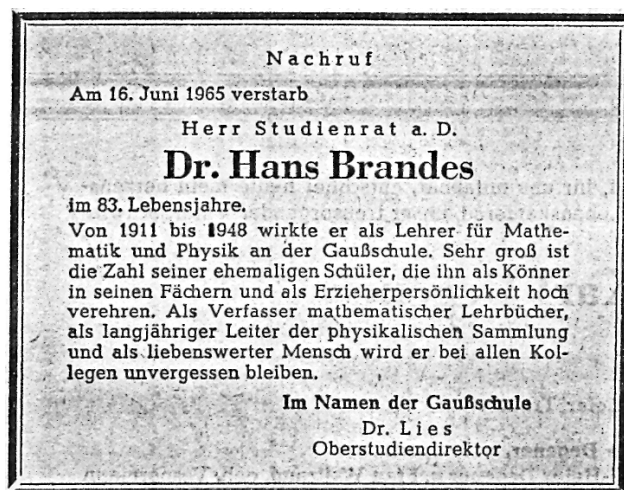 Nachruf
Am 16. Juni 1965 verstarb
Herr Studienrat a. D.
Dr. Hans Brandes
im 83. Lebensjahre.
Von 1911 bis 1948 wirkte er als Lehrer für Mathe-
matik und Physik an der Gaußschule. Sehr groß ist
die Zahl seiner ehemaligen Schüler, die ihn als Könner
in seinen Fächern und als Erzieherpersönlichkeit hoch
verehren. Als Verfasser mathematischer Lehrbücher,
als langjähriger Leiter der physikalischen Sammlung
und als liebenswerter Mensch wird er bei allen Kol-
legen unvergessen bleiben.
Im Namen der Gaußschule
Dr. Lies
Oberstudiendirektor